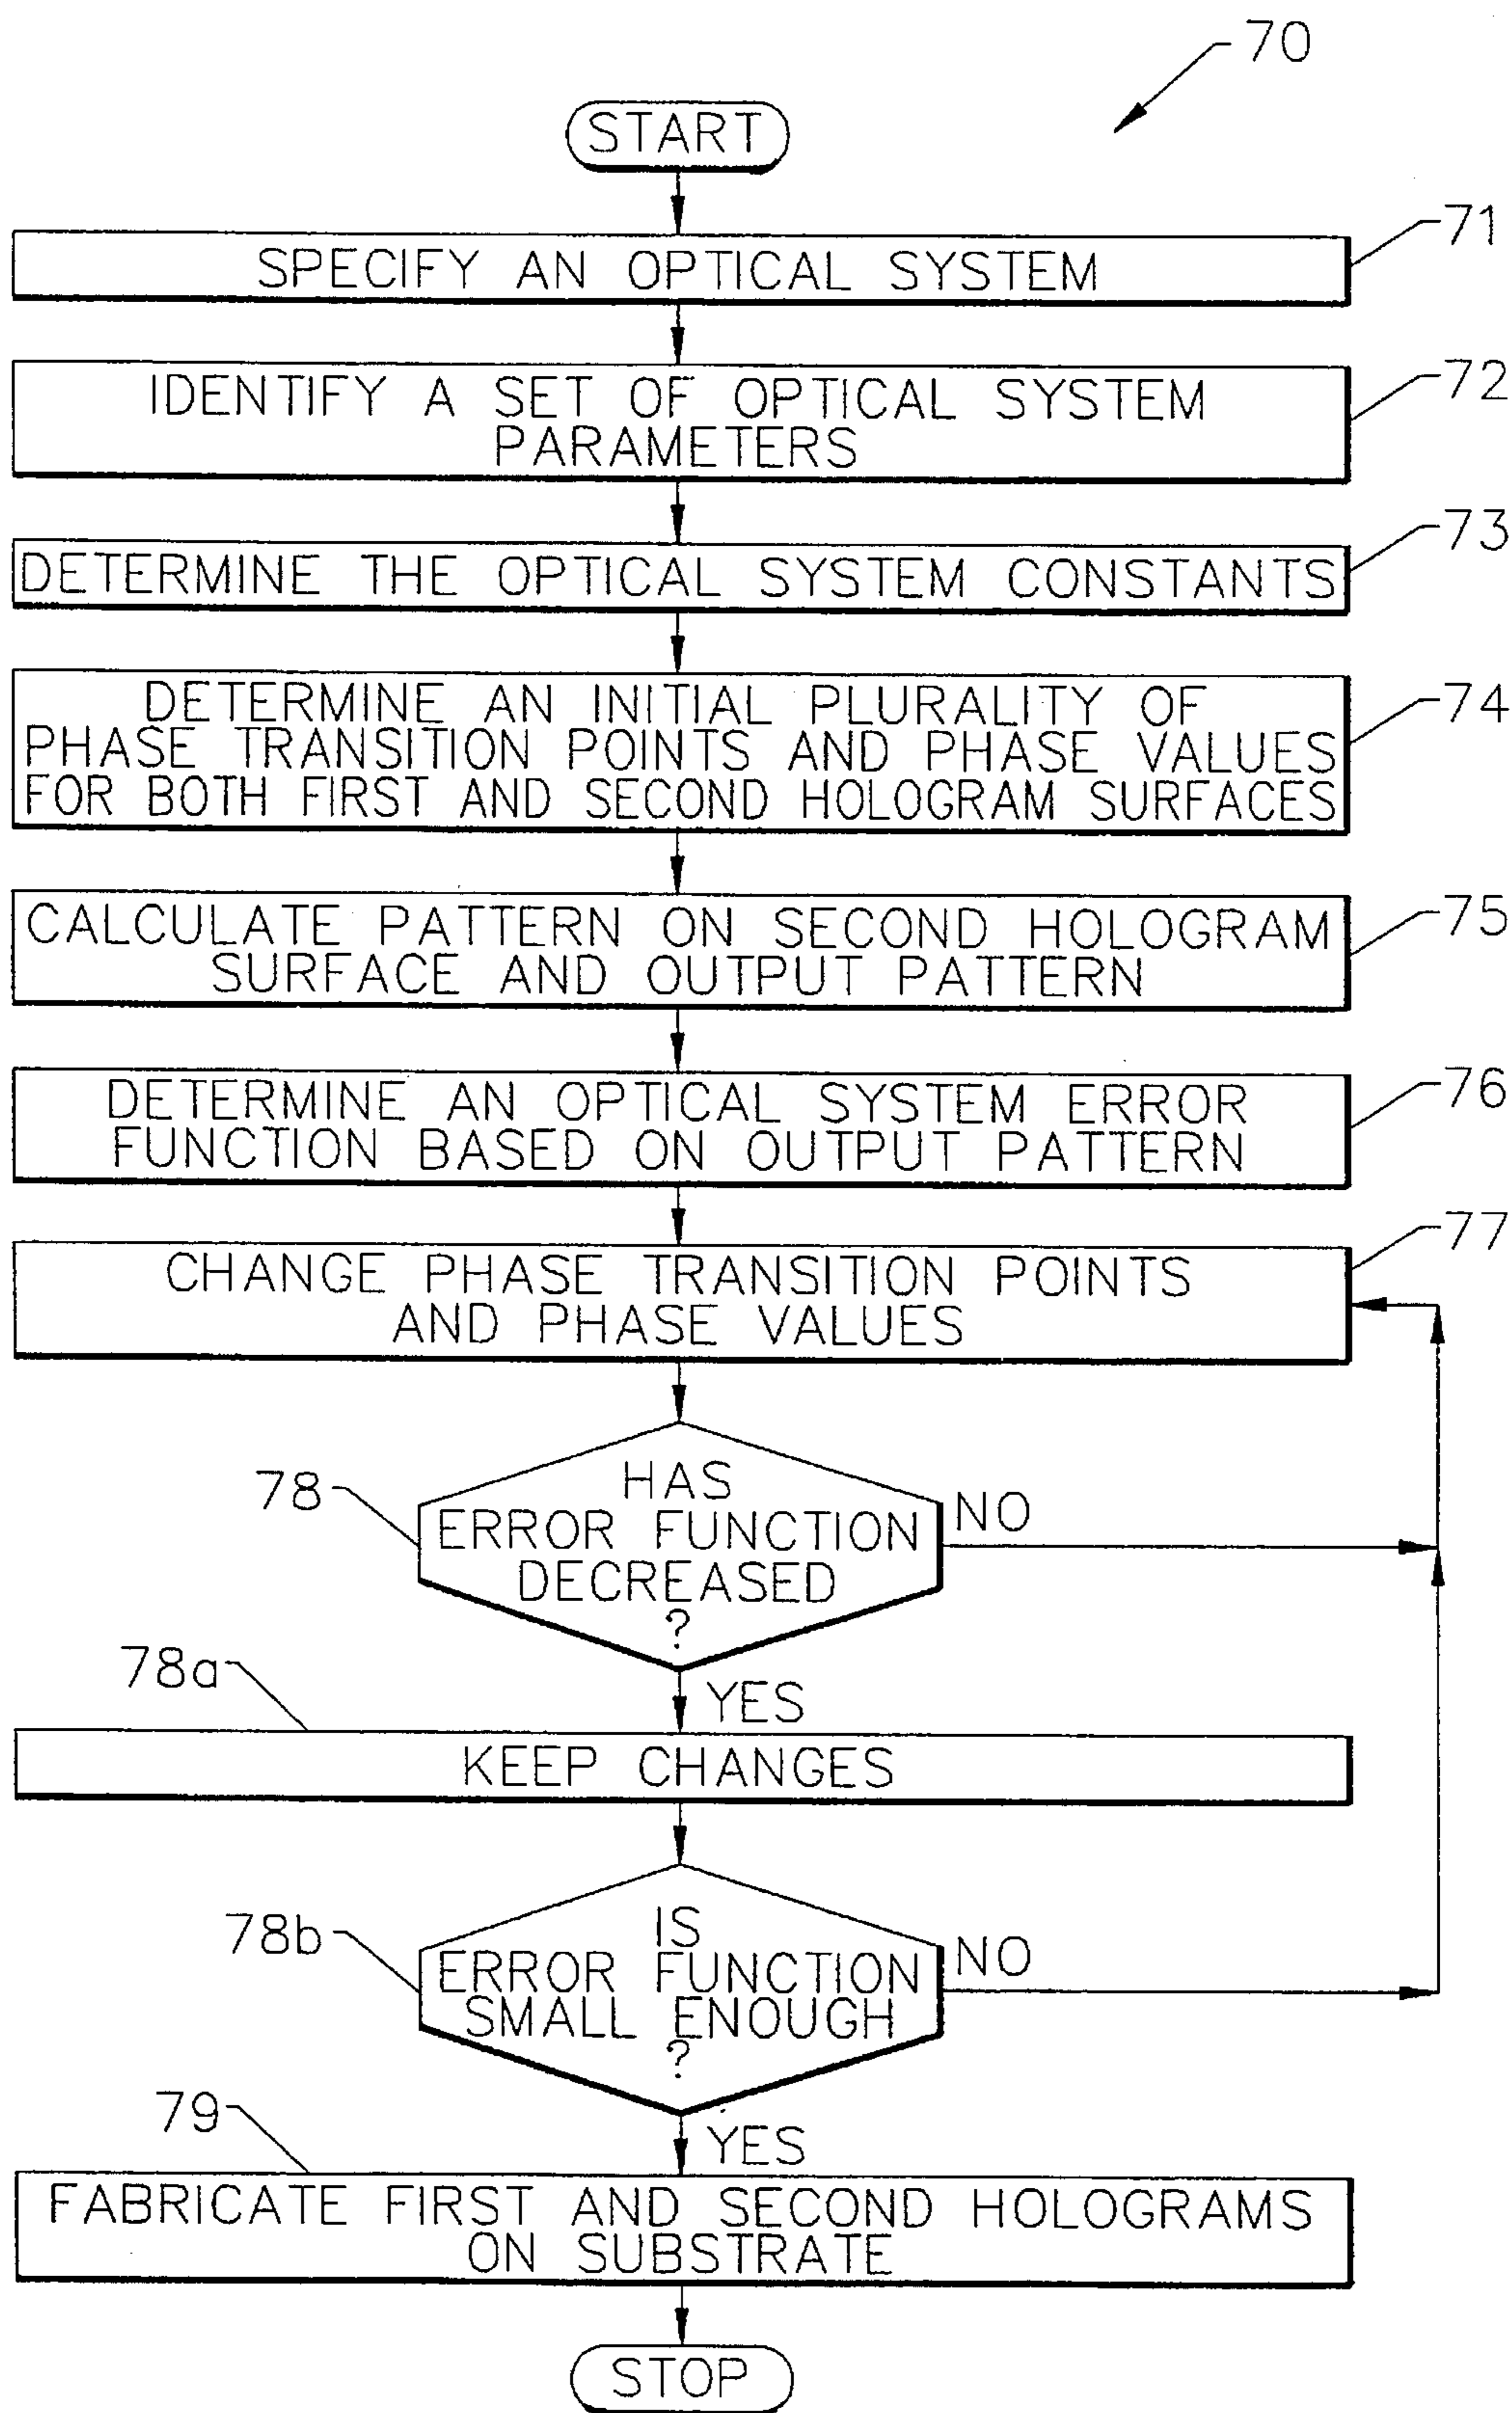 70
START
71
SPECIFY AN OPTICAL SYSTEM
72
IDENTIFY A SET OF OPTICAL SYSTEM
PARAMETERS
73
DETERMINE THE OPTICAL SYSTEM CONSTANTS
74
DETERMINE AN INITIAL PLURALITY OF
PHASE TRANSITION POINTS AND PHASE VALUES
FOR BOTH FIRST AND SECOND HOLOGRAM SURFACES
75
CALCULATE PATTERN ON SECOND HOLOGRAM
SURFACE AND OUTPUT PATTERN
76
DETERMINE AN OPTICAL SYSTEM ERROR
FUNCTION BASED ON OUTPUT PATTERN
77
CHANGE PHASE TRANSITION POINTS
AND PHASE VALUES
78
HAS
ERROR FUNCTION
DECREASED
?
NO
YES
78a
KEEP CHANGES
78b
IS
ERROR FUNCTION
SMALL ENOUGH
?
NO
YES
79
FABRICATE FIRST AND SECOND HOLOGRAMS
ON SUBSTRATE
STOP